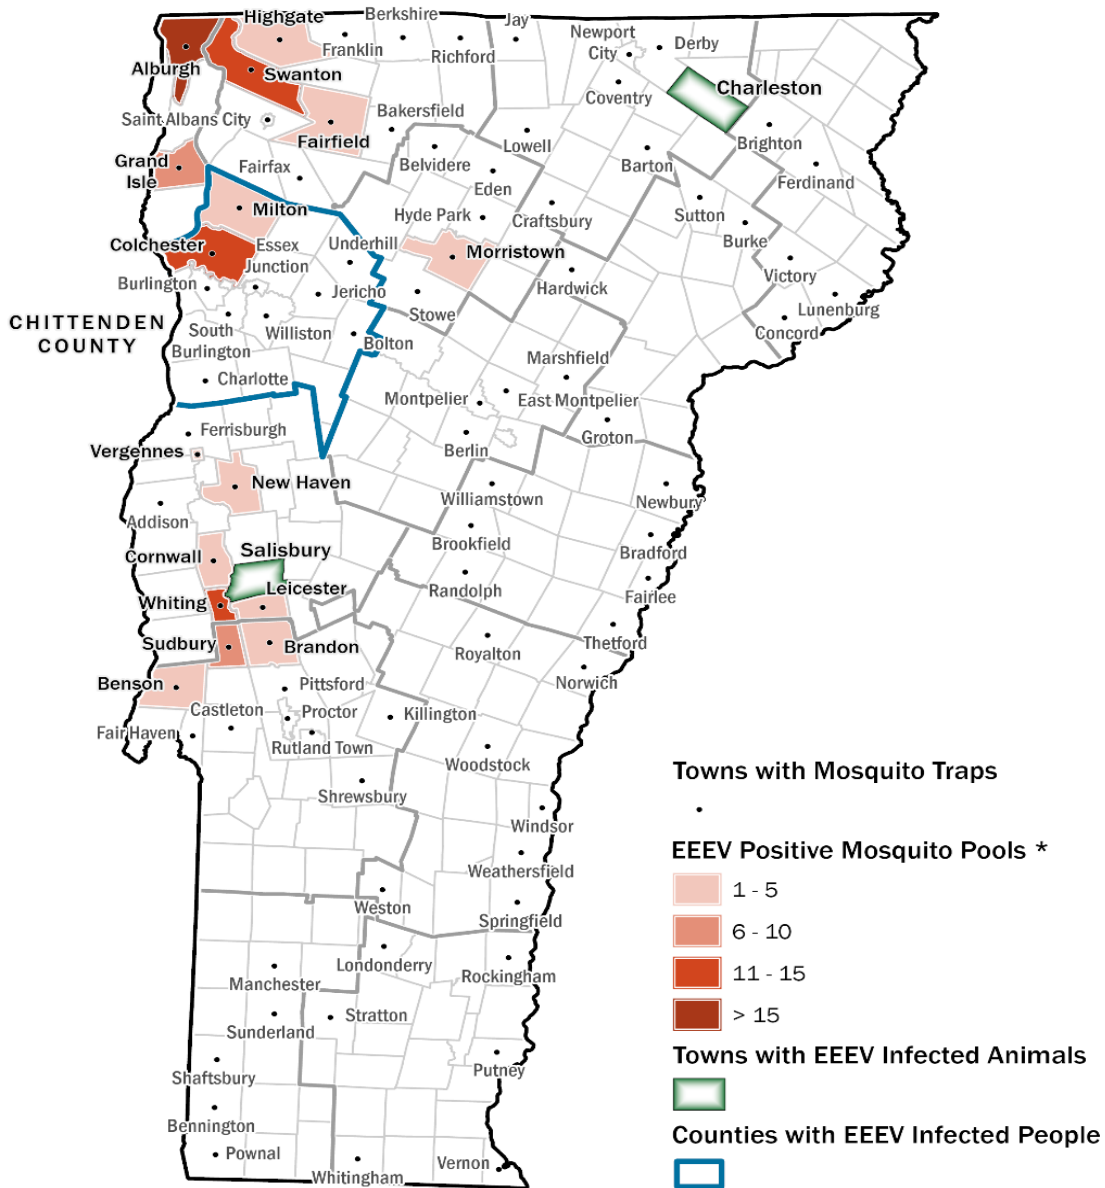 Highgate
Berkshire
Jay
Franklin
Richford
Newport
City
Derby
Alburgh
Swanton
Coventry
Charleston
Saint Albans City
Bakersfield
Fairfield
Lowell
Brighton
Grand
Isle
Fairfax
Belvidere
Eden
Barton
Ferdinand
Milton
Hyde Park
Craftsbury
Sutton
Colchester
Essex
Junction
Underhill
Morristown
Burke
Burlington
Jericho
Hardwick
Victory
CHITTENDEN
COUNTY
South
Burlington
Williston
Stowe
Bolton
Lunenburg
Concord
Charlotte
Marshfield
Montpelier
East Montpelier
Ferrisburgh
Groton
Vergennes
Berlin
New Haven
Williamstown
Newbury
Addison
Cornwall
Salisbury
Brookfield
Bradford
Whiting
Leicester
Randolph
Fairlee
Sudbury
Brandon
Royalton
Thetford
Benson
Pittsford
Norwich
Castleton
Proctor
Killington
Fair Haven
Rutland Town
Woodstock
Shrewsbury
Windsor
Weathersfield
Weston
Springfield
Londonderry
Rockingham
Manchester
Stratton
Sunderland
Shaftsbury
Putney
Bennington
Pownal
Whitingham
Vernon
Towns with Mosquito Traps
EEEV Positive Mosquito Pools *
1 - 5
6 - 10
11 - 15
> 15
Towns with EEEV Infected Animals
Counties with EEEV Infected People